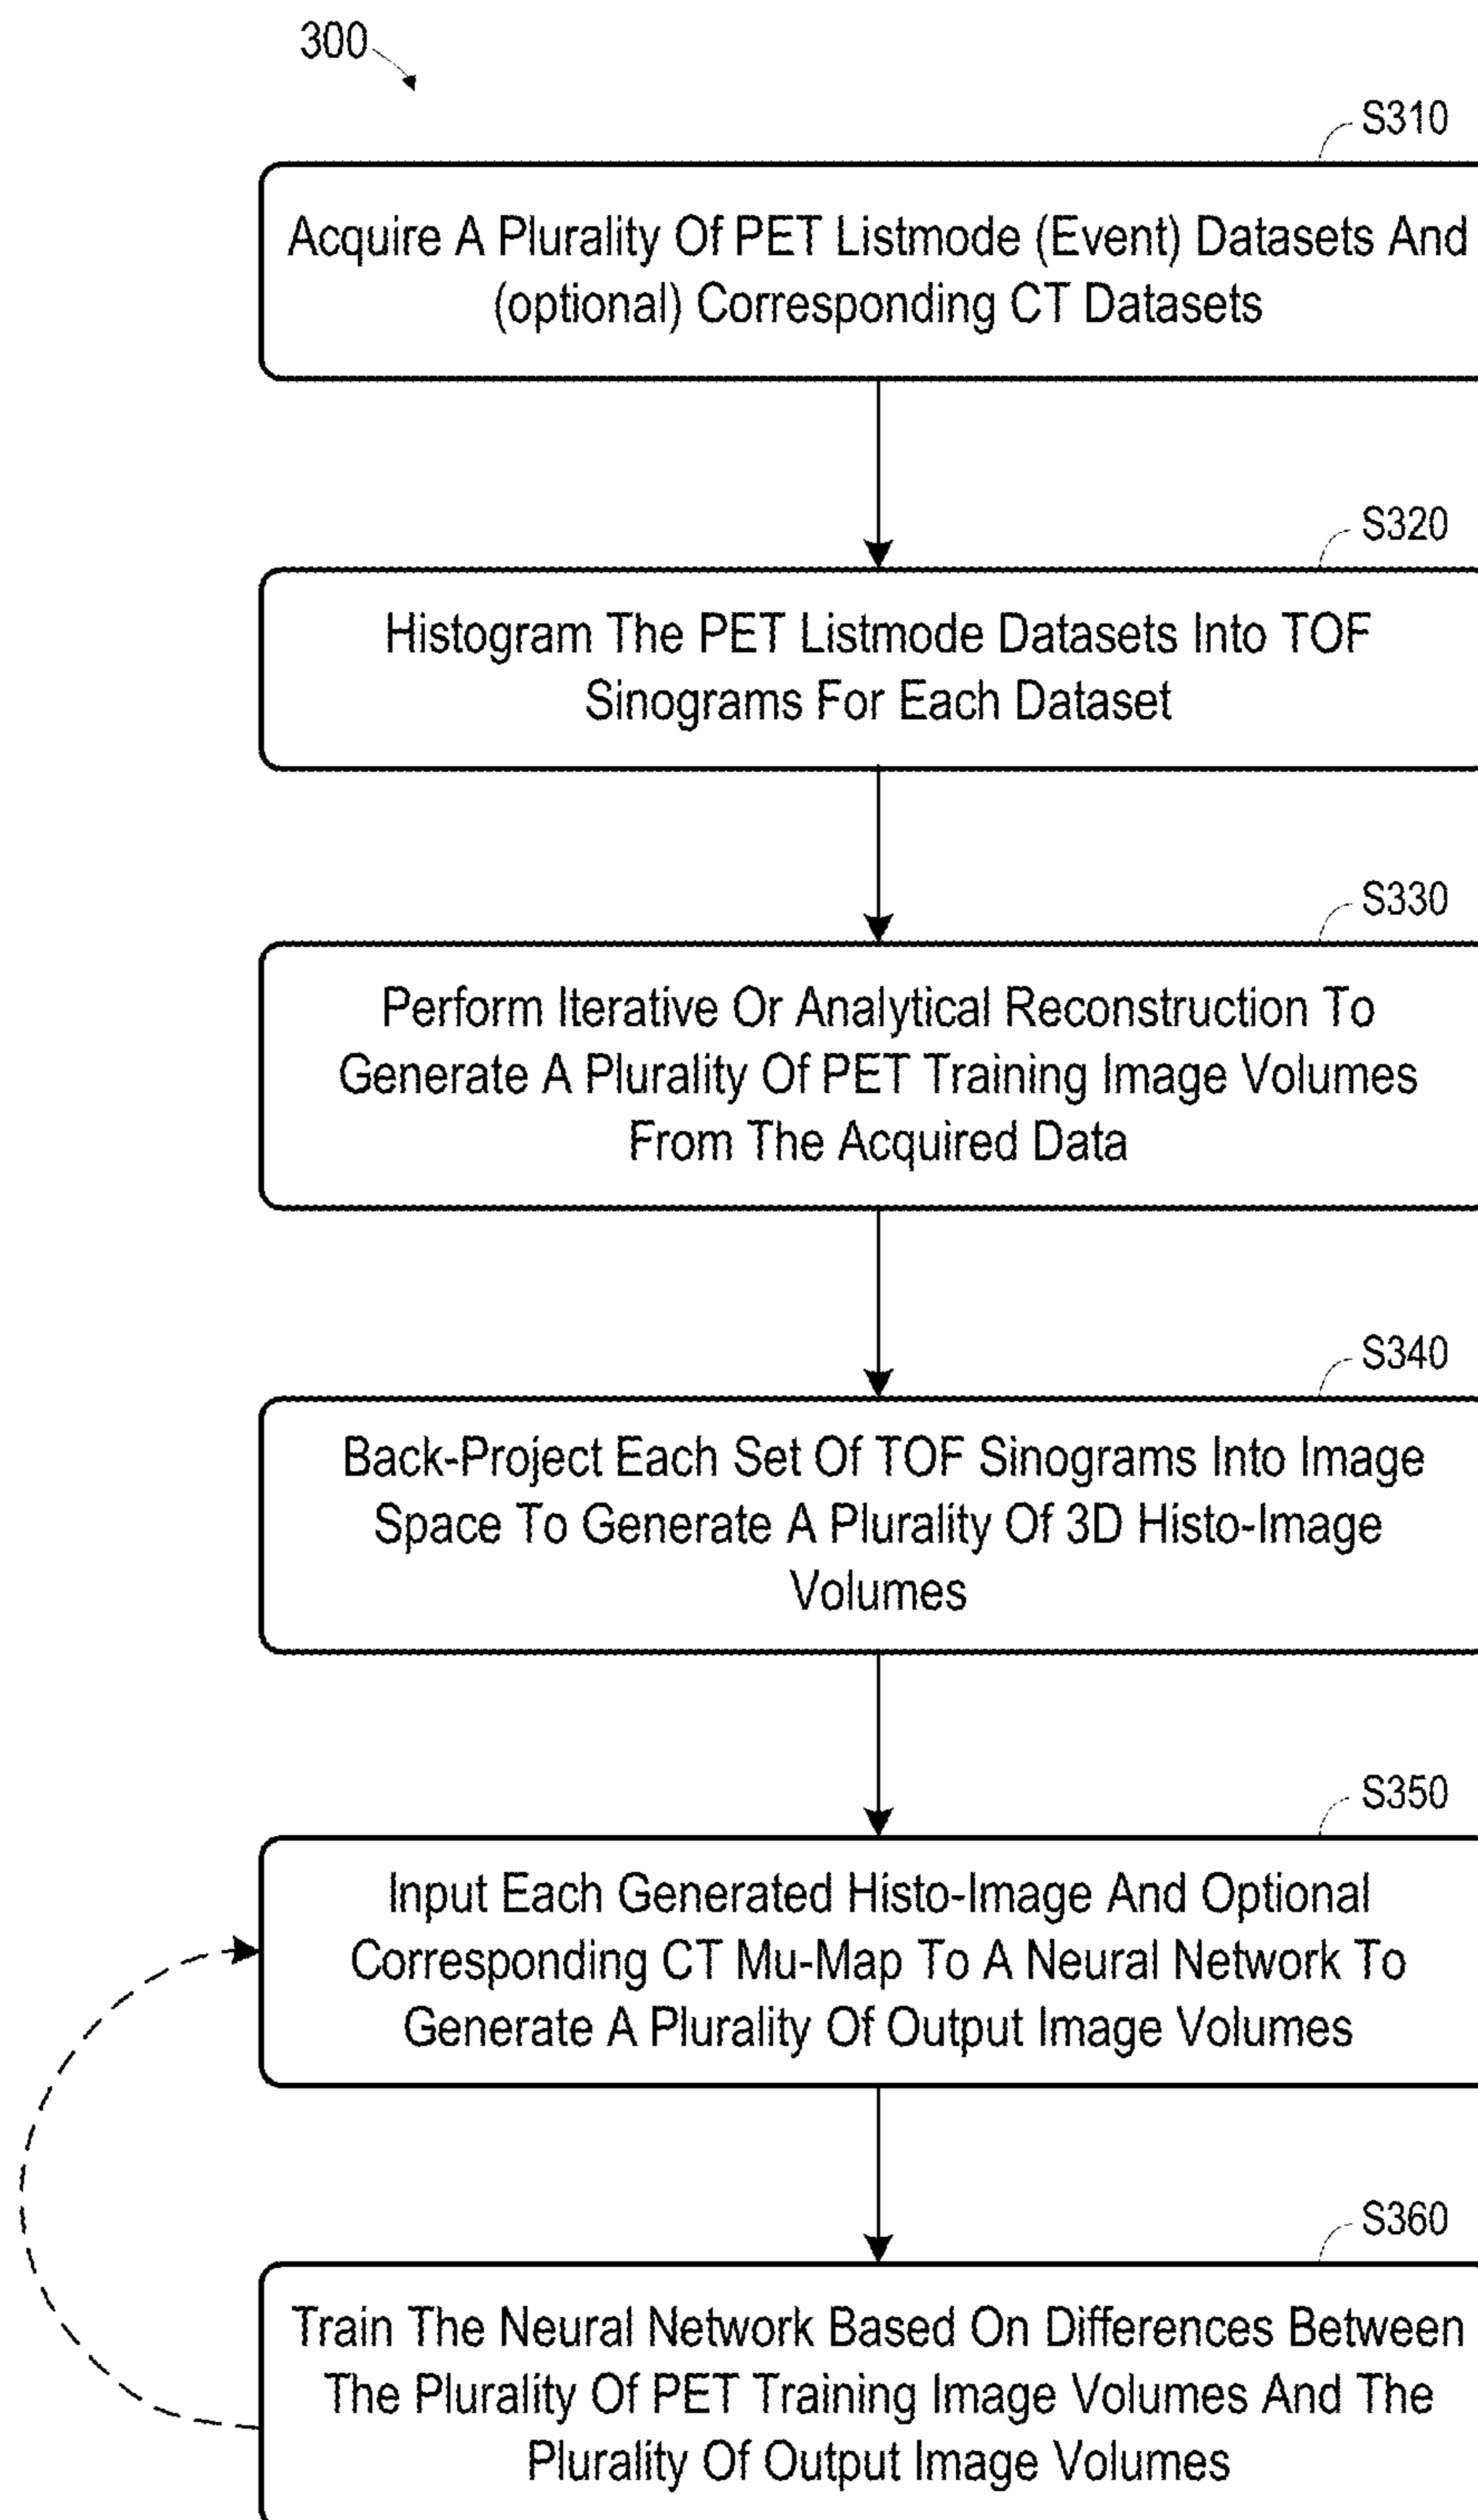 300
S310
Acquire A Plurality Of PET Listmode (Event) Datasets And
(optional) Corresponding CT Datasets
S320
Histogram The PET Listmode Datasets Into TOF
Sinograms For Each Dataset
S330
Perform Iterative Or Analytical Reconstruction To
Generate A Plurality Of PET Training Image Volumes
From The Acquired Data
S340
Back-Project Each Set Of TOF Sinograms Into Image
Space To Generate A Plurality Of 3D Histo-Image
Volumes
S350
Input Each Generated Histo-Image And Optional
Corresponding CT Mu-Map To A Neural Network To
Generate A Plurality Of Output Image Volumes
S360
Train The Neural Network Based On Differences Between
The Plurality Of PET Training Image Volumes And The
Plurality Of Output Image Volumes